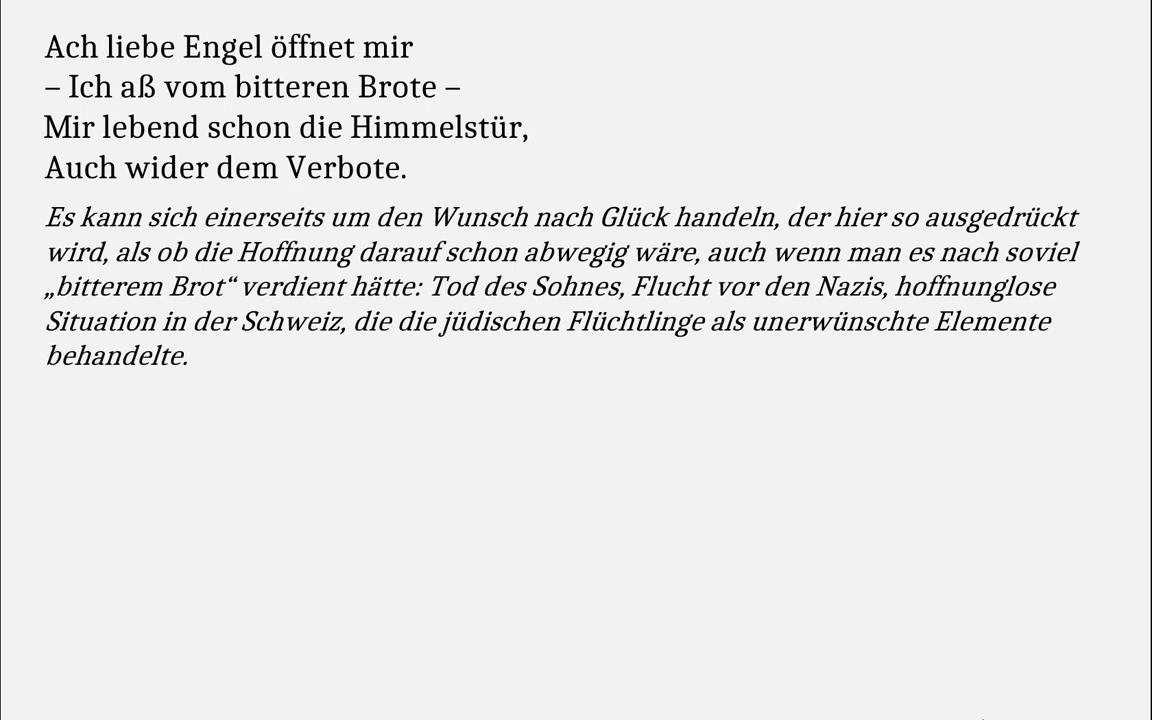 Ach liebe Engel öffnet mir
– Ich aß vom bitteren Brote –
Mir lebend schon die Himmelstür,
Auch wider dem Verbote.
Es kann sich einerseits um den Wunsch nach Glück handeln, der hier so ausgedrückt
wird, als ob die Hoffnung darauf schon abwegig wäre, auch wenn man es nach soviel
„bitterem Brot“ verdient hätte: Tod des Sohnes, Flucht vor den Nazis, hoffnunglose
Situation in der Schweiz, die die jüdischen Flüchtlinge als unerwünschte Elemente
behandelte.